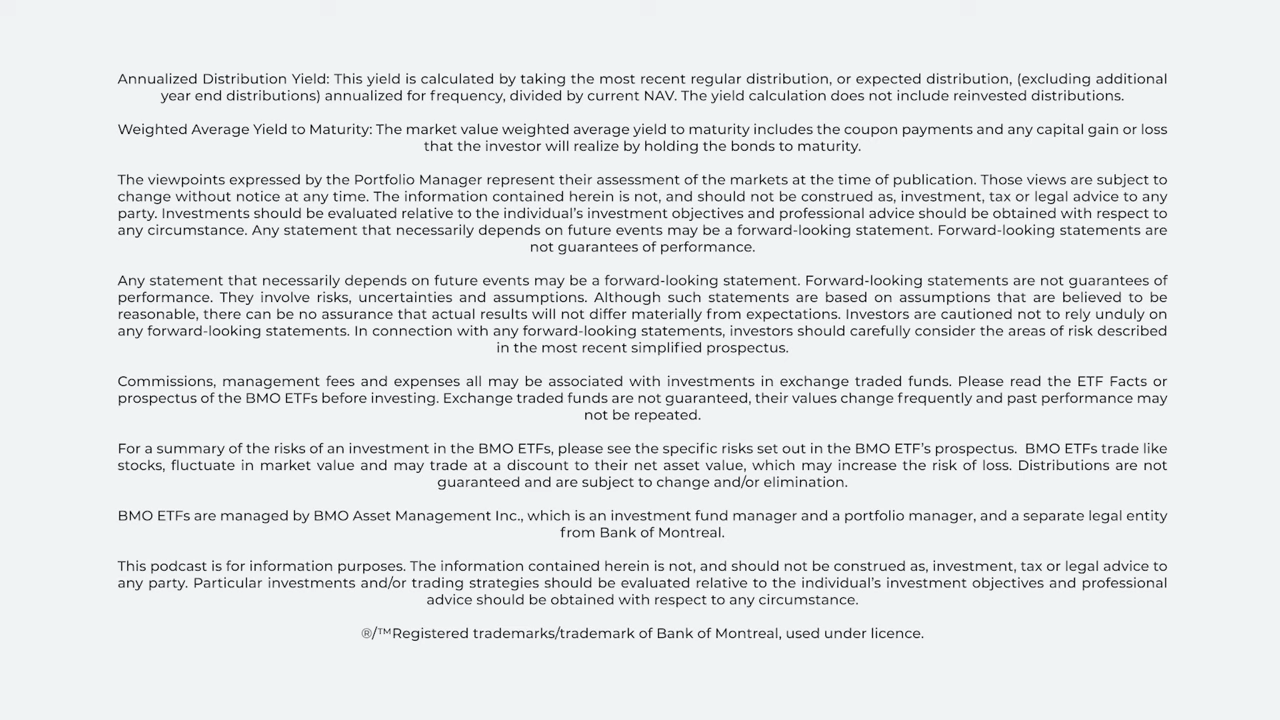 Annualized Distribution Yield: This yield is calculated by taking the most recent regular distribution, or expected distribution, (excluding additional
year end distributions) annualized for frequency, divided by current NAV. The yield calculation does not include reinvested distributions.
Weighted Average Yield to Maturity: The market value weighted average yield to maturity includes the coupon payments and any capital gain or loss
that the investor will realize by holding the bonds to maturity.
The viewpoints expressed by the Portfolio Manager represent their assessment of the markets at the time of publication. Those views are subject to
change without notice at any time. The information contained herein is not, and should not be construed as, investment, tax or legal advice to any
party. Investments should be evaluated relative to the individual’s investment objectives and professional advice should be obtained with respect to
any circumstance. Any statement that necessarily depends on future events may be a forward-looking statement. Forward-looking statements are
not guarantees of performance.
Any statement that necessarily depends on future events may be a forward-looking statement. Forward-looking statements are not guarantees of
performance. They involve risks, uncertainties and assumptions. Although such statements are based on assumptions that are believed to be
reasonable, there can be no assurance that actual results will not differ materially from expectations. Investors are cautioned not to rely unduly on
any forward-looking statements. In connection with any forward-looking statements, investors should carefully consider the areas of risk described
in the most recent simplified prospectus.
Commissions, management fees and expenses all may be associated with investments in exchange traded funds. Please read the ETF Facts or
prospectus of the BMO ETFs before investing. Exchange traded funds are not guaranteed, their values change frequently and past performance may
not be repeated.
For a summary of the risks of an investment in the BMO ETFs, please see the specific risks set out in the BMO ETF’s prospectus.  BMO ETFs trade like
stocks, fluctuate in market value and may trade at a discount to their net asset value, which may increase the risk of loss. Distributions are not
guaranteed and are subject to change and/or elimination.
BMO ETFs are managed by BMO Asset Management Inc., which is an investment fund manager and a portfolio manager, and a separate legal entity
from Bank of Montreal.
This podcast is for information purposes. The information contained herein is not, and should not be construed as, investment, tax or legal advice to
any party. Particular investments and/or trading strategies should be evaluated relative to the individual’s investment objectives and professional
advice should be obtained with respect to any circumstance.
®/™Registered trademarks/trademark of Bank of Montreal, used under licence.